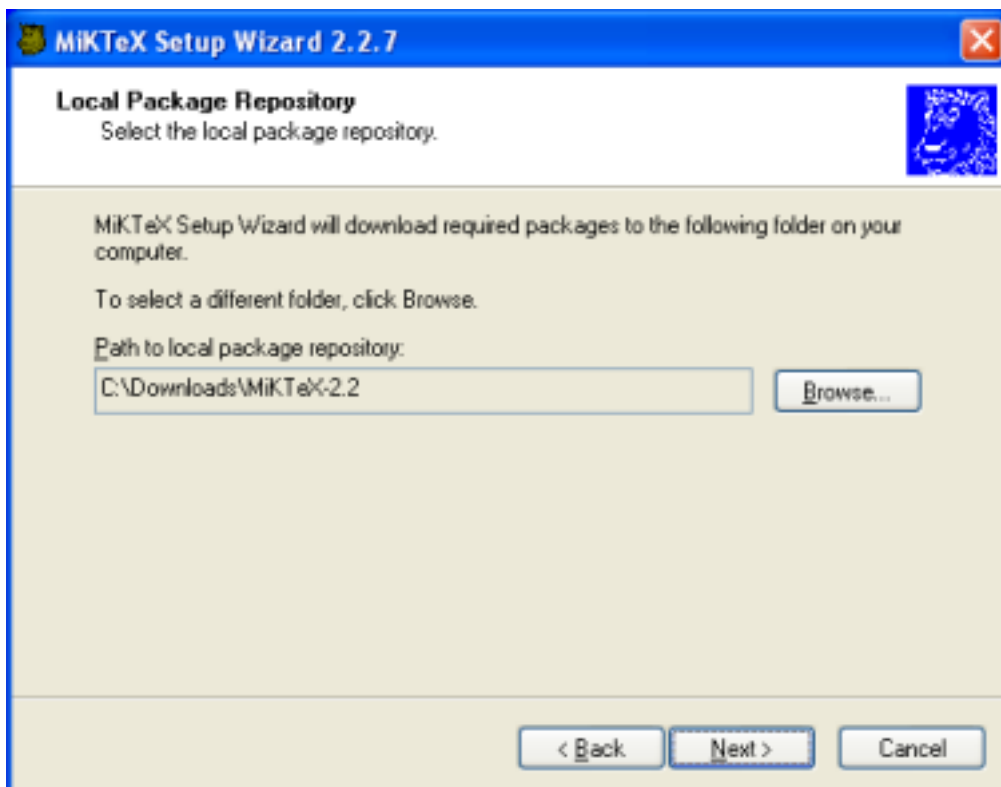 MiKTeX Setup Wizard 2.2.7
Local Package Repository
Select the local package repository.
MiKTeX Setup Wizard will download required packages to the following folder on your
computer.
To select a different folder, click Browse.
Path to local package repository:
C:\Downloads\MiKTeX-2.2
Browse...
< Back
Next >
Cancel